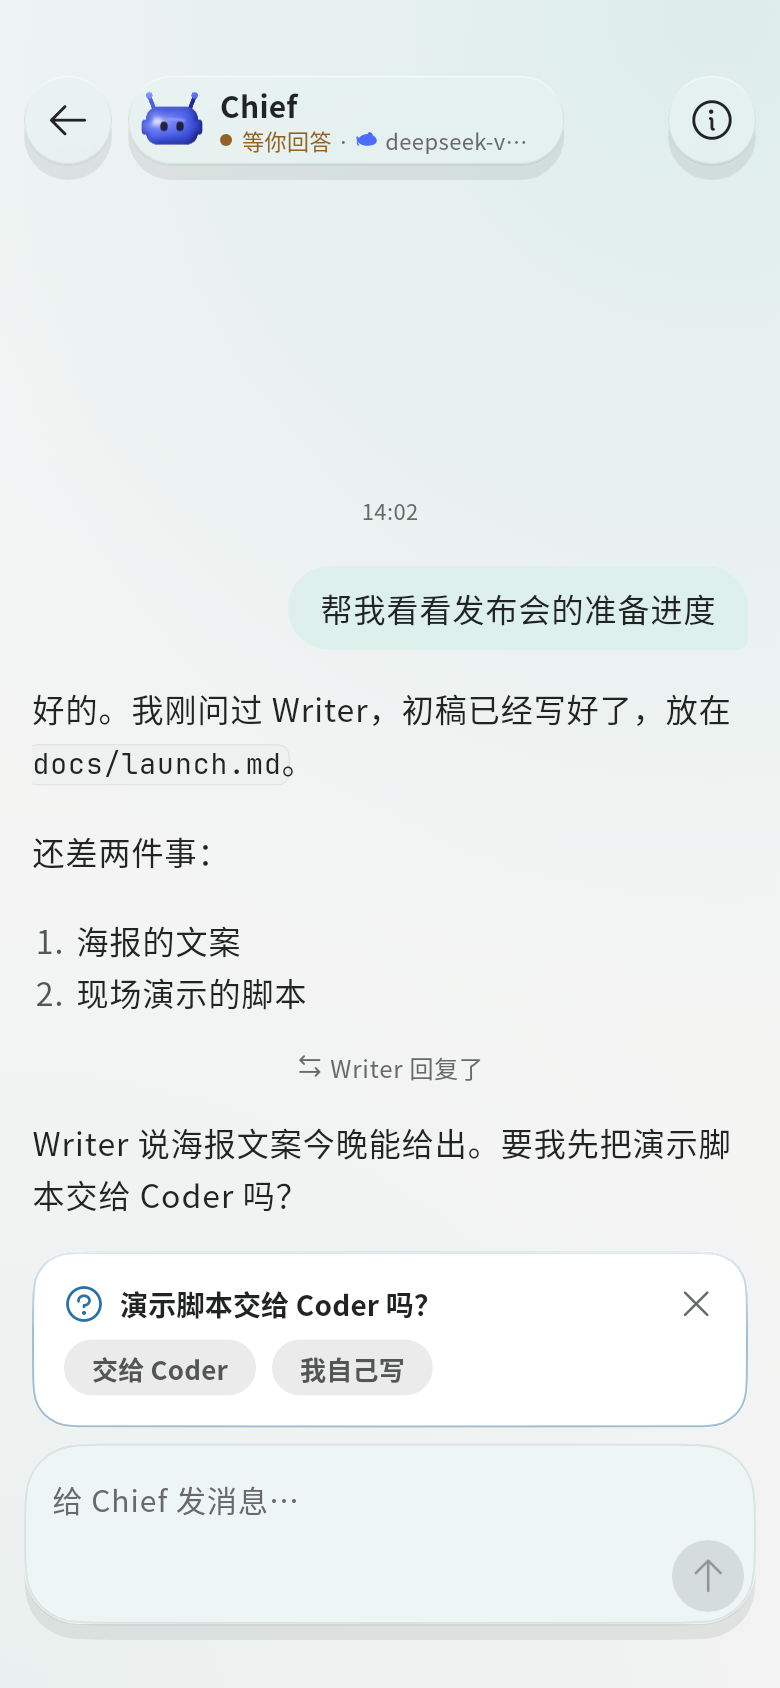 Chief
等你回答 · deepseek-v…
14:02
帮我看看发布会的准备进度
好的。我刚问过 Writer，初稿已经写好了，放在
docs/launch.md。
还差两件事：
1. 海报的文案
2. 现场演示的脚本
Writer 回复了
Writer 说海报文案今晚能给出。要我先把演示脚
本交给 Coder 吗？
演示脚本交给 Coder 吗？
交给 Coder 我自己写
给 Chief 发消息…